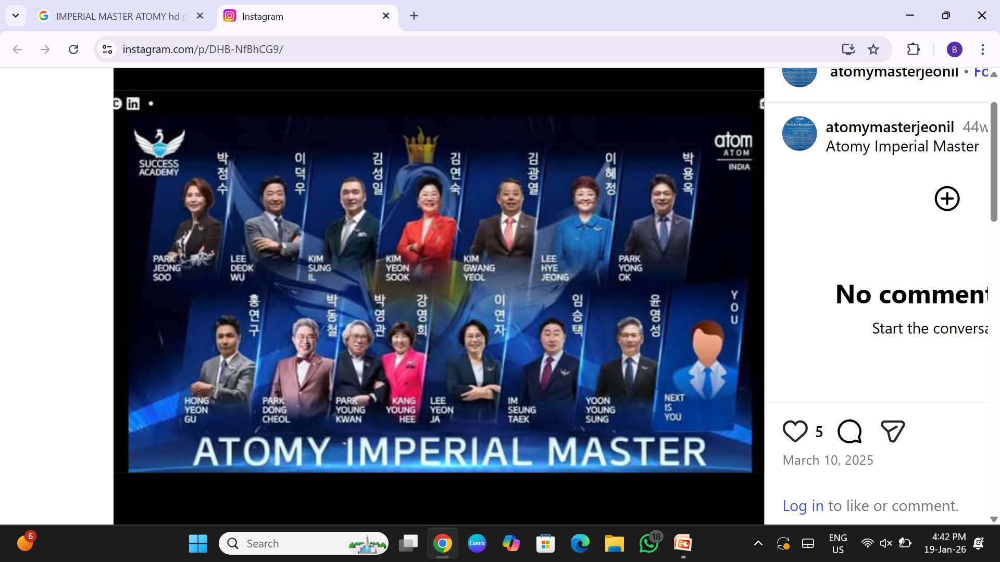 IMPERIAL MASTER ATOMY hd p
Instagram
instagram.com/p/DHB-NfBhCG9/
B
in
SUCCESS
ACADEMY
atom
ATOM
INDIA
박정수
이덕우
김성일
김연숙
김광열
이혜정
박용옥
PARK
JEONG
SOO
LEE
DEOK
WU
KIM
SUNG
IL
KIM
YEON
SOOK
KIM
GWANG
YEOL
LEE
HYE
JEONG
PARK
YONG
OK
홍연구
박동철
박영관
강영희
이연자
임승택
윤영성
YOU
HONG
YEON
GU
PARK
DONG
CHEOL
PARK
YOUNG
KWAN
KANG
YOUNG
HEE
LEE
YEON
JA
IM
SEUNG
TAEK
YOON
YOUNG
SUNG
NEXT
IS
YOU
ATOMY IMPERIAL MASTER
atomymasterjeonil • Fo
atomymasterjeonil 44w
Atomy Imperial Master
No comment
Start the conversa
5
March 10, 2025
Log in to like or comment.
6
Search
Canva
18
ENG
US
4:42 PM
19-Jan-26